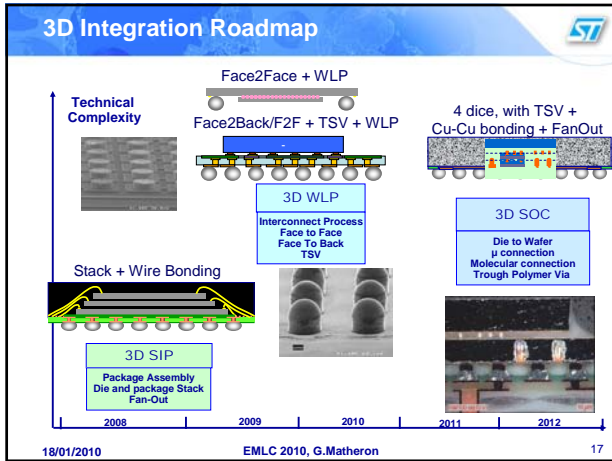 3D Integration Roadmap
ST
Face2Face + WLP
Technical
Complexity
Face2Back/F2F + TSV + WLP
4 dice, with TSV +
Cu-Cu bonding + FanOut
3D WLP
Interconnect Process
Face to Face
Face To Back
TSV
3D SOC
Die to Wafer
µ connection
Molecular connection
Trough Polymer Via
Stack + Wire Bonding
3D SIP
Package Assembly
Die and package Stack
Fan-Out
2008
2009
2010
2011
2012
18/01/2010
EMLC 2010, G.Matheron
17